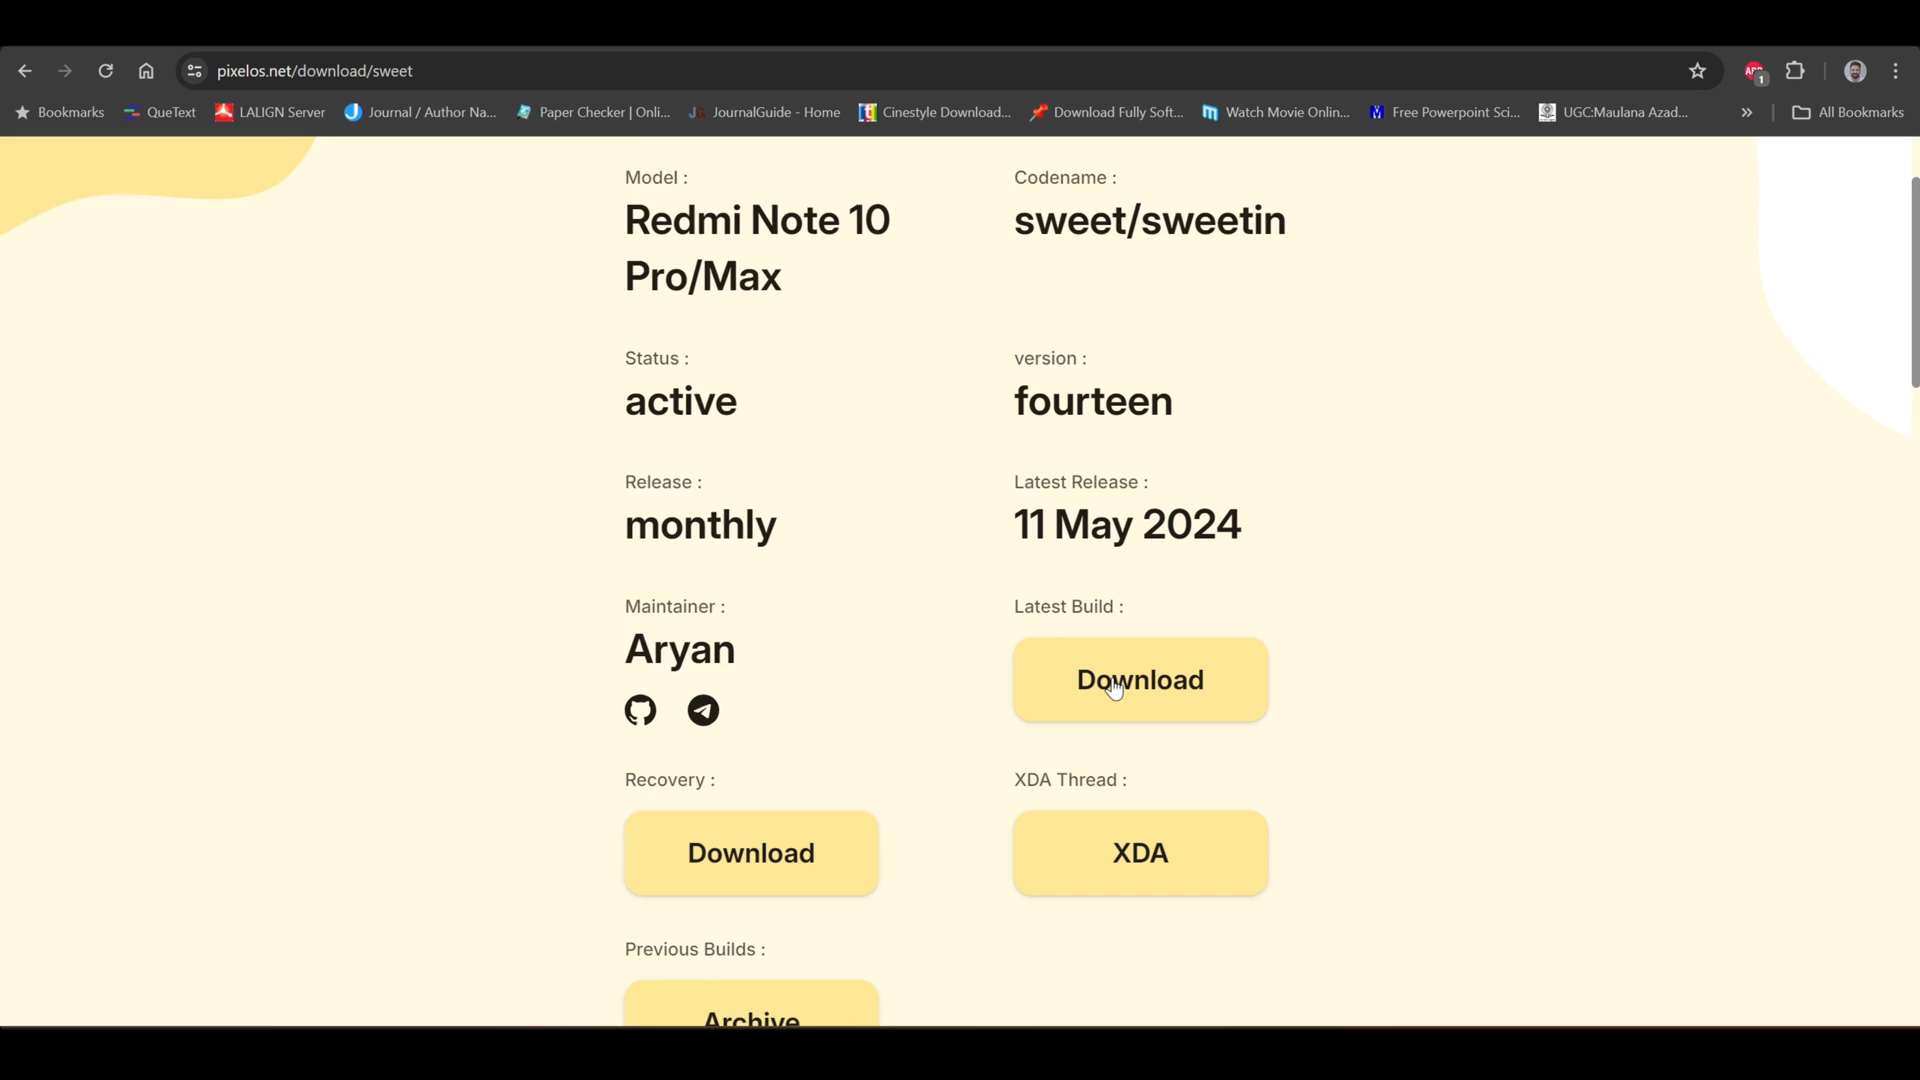 pixelos.net/download/sweet
ABP 1
Bookmarks QueText LALIGN Server Journal / Author Na... Paper Checker | Onli... JournalGuide - Home Cinestyle Download... Download Fully Soft... Watch Movie Onlin... Free Powerpoint Sci... UGC:Maulana Azad... » All Bookmarks
Model : Codename :
Redmi Note 10 sweet/sweetin
Pro/Max
Status : version :
active fourteen
Release : Latest Release :
monthly 11 May 2024
Maintainer : Latest Build :
Aryan
Download
Recovery : XDA Thread :
Download XDA
Previous Builds :
Archive